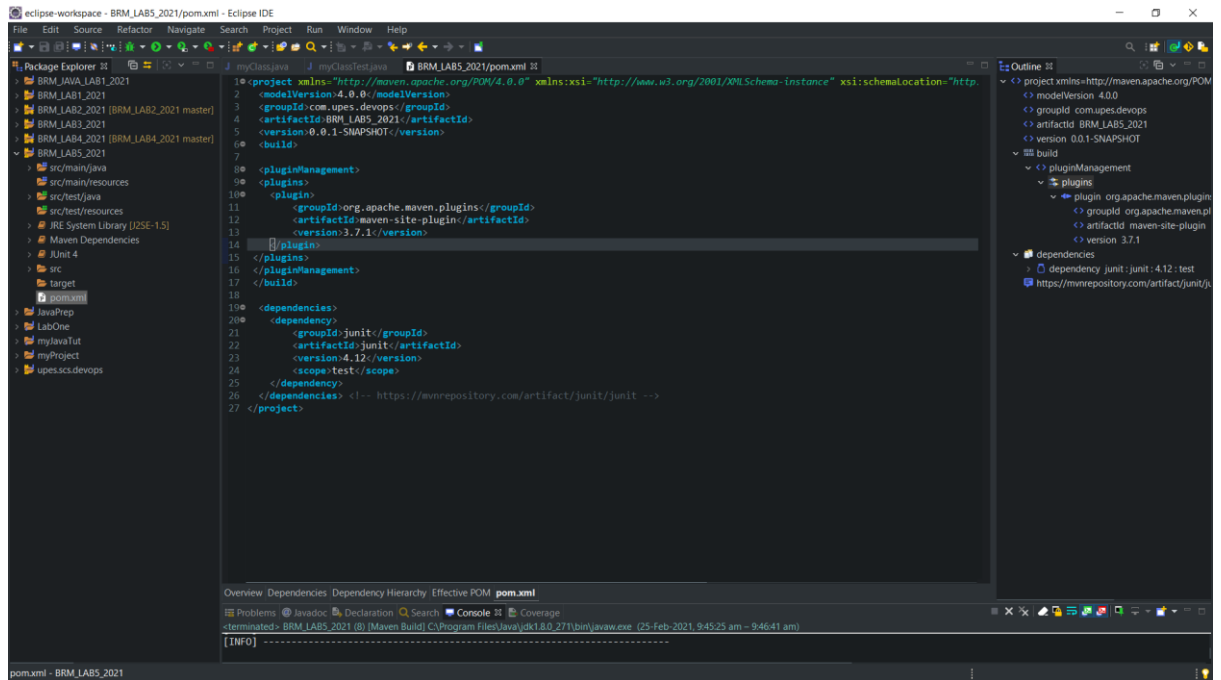 eclipse-workspace - BRM_LAB5_2021/pom.xml - Eclipse IDE
File Edit Source Refactor Navigate Search Project Run Window Help
Package Explorer
BRM_JAVA_LAB1_2021
BRM_LAB1_2021
BRM_LAB2_2021 [BRM_LAB2_2021 master]
BRM_LAB3_2021
BRM_LAB4_2021 [BRM_LAB4_2021 master]
BRM_LAB5_2021
src/main/java
src/main/resources
src/test/java
src/test/resources
JRE System Library [J2SE-1.5]
Maven Dependencies
JUnit 4
src
target
pom.xml
JavaPrep
LabOne
myJavaTut
myProject
upes.scs.devops
myClass.java myClassTest.java BRM_LAB5_2021/pom.xml
1 <project xmlns="http://maven.apache.org/POM/4.0.0" xmlns:xsi="http://www.w3.org/2001/XMLSchema-instance" xsi:schemaLocation="http.
2 <modelVersion>4.0.0</modelVersion>
3 <groupId>com.upes.devops</groupId>
4 <artifactId>BRM_LAB5_2021</artifactId>
5 <version>0.0.1-SNAPSHOT</version>
6 <build>
7
8 <pluginManagement>
9 <plugins>
10 <plugin>
11 <groupId>org.apache.maven.plugins</groupId>
12 <artifactId>maven-site-plugin</artifactId>
13 <version>3.7.1</version>
14 </plugin>
15 </plugins>
16 </pluginManagement>
17 </build>
18
19 <dependencies>
20 <dependency>
21 <groupId>junit</groupId>
22 <artifactId>junit</artifactId>
23 <version>4.12</version>
24 <scope>test</scope>
25 </dependency>
26 </dependencies> <!-- https://mvnrepository.com/artifact/junit/junit -->
27 </project>
Overview Dependencies Dependency Hierarchy Effective POM pom.xml
Outline
project xmlns=http://maven.apache.org/POM
modelVersion 4.0.0
groupId com.upes.devops
artifactId BRM_LAB5_2021
version 0.0.1-SNAPSHOT
build
pluginManagement
plugins
plugin org.apache.maven.plugin
groupId org.apache.maven.pl
artifactId maven-site-plugin
version 3.7.1
dependencies
dependency junit : junit : 4.12 : test
https://mvnrepository.com/artifact/junit/ju
Problems Javadoc Declaration Search Console Coverage
<terminated> BRM_LAB5_2021 (8) [Maven Build] C:\Program Files\Java\jdk1.8.0_271\bin\javaw.exe (25-Feb-2021, 9:45:25 am – 9:46:41 am)
[INFO] ------------------------------------------------------------------------
pom.xml - BRM_LAB5_2021